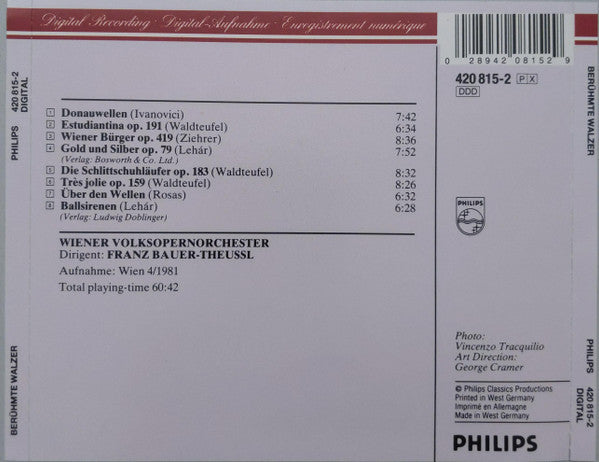 Digital Recording · Digital-Aufnahme · Enregistrement numérique
0 28942 08152 9
420 815-2 PX
DDD
1 Donauwellen (Ivanovici) 7:42
2 Estudiantina op. 191 (Waldteufel) 6:34
3 Wiener Bürger op. 419 (Ziehrer) 8:36
4 Gold und Silber op. 79 (Lehár) 7:52
(Verlag: Bosworth & Co. Ltd.)
5 Die Schlittschuhläufer op. 183 (Waldteufel) 8:32
6 Très jolie op. 159 (Waldteufel) 8:26
7 Über den Wellen (Rosas) 6:32
8 Ballsirenen (Lehár) 6:28
(Verlag: Ludwig Doblinger)
WIENER VOLKSOPERNORCHESTER
Dirigent: FRANZ BAUER-THEUSSL
Aufnahme: Wien 4/1981
Total playing-time 60:42
PHILIPS
Photo:
Vincenzo Tracquilio
Art Direction:
George Cramer
℗ Philips Classics Productions
Printed in West Germany
Imprimé en Allemagne
Made in West Germany
PHILIPS
BERÜHMTE WALZER
PHILIPS
420 815-2
DIGITAL
BERÜHMTE WALZER
PHILIPS
420 815-2
DIGITAL